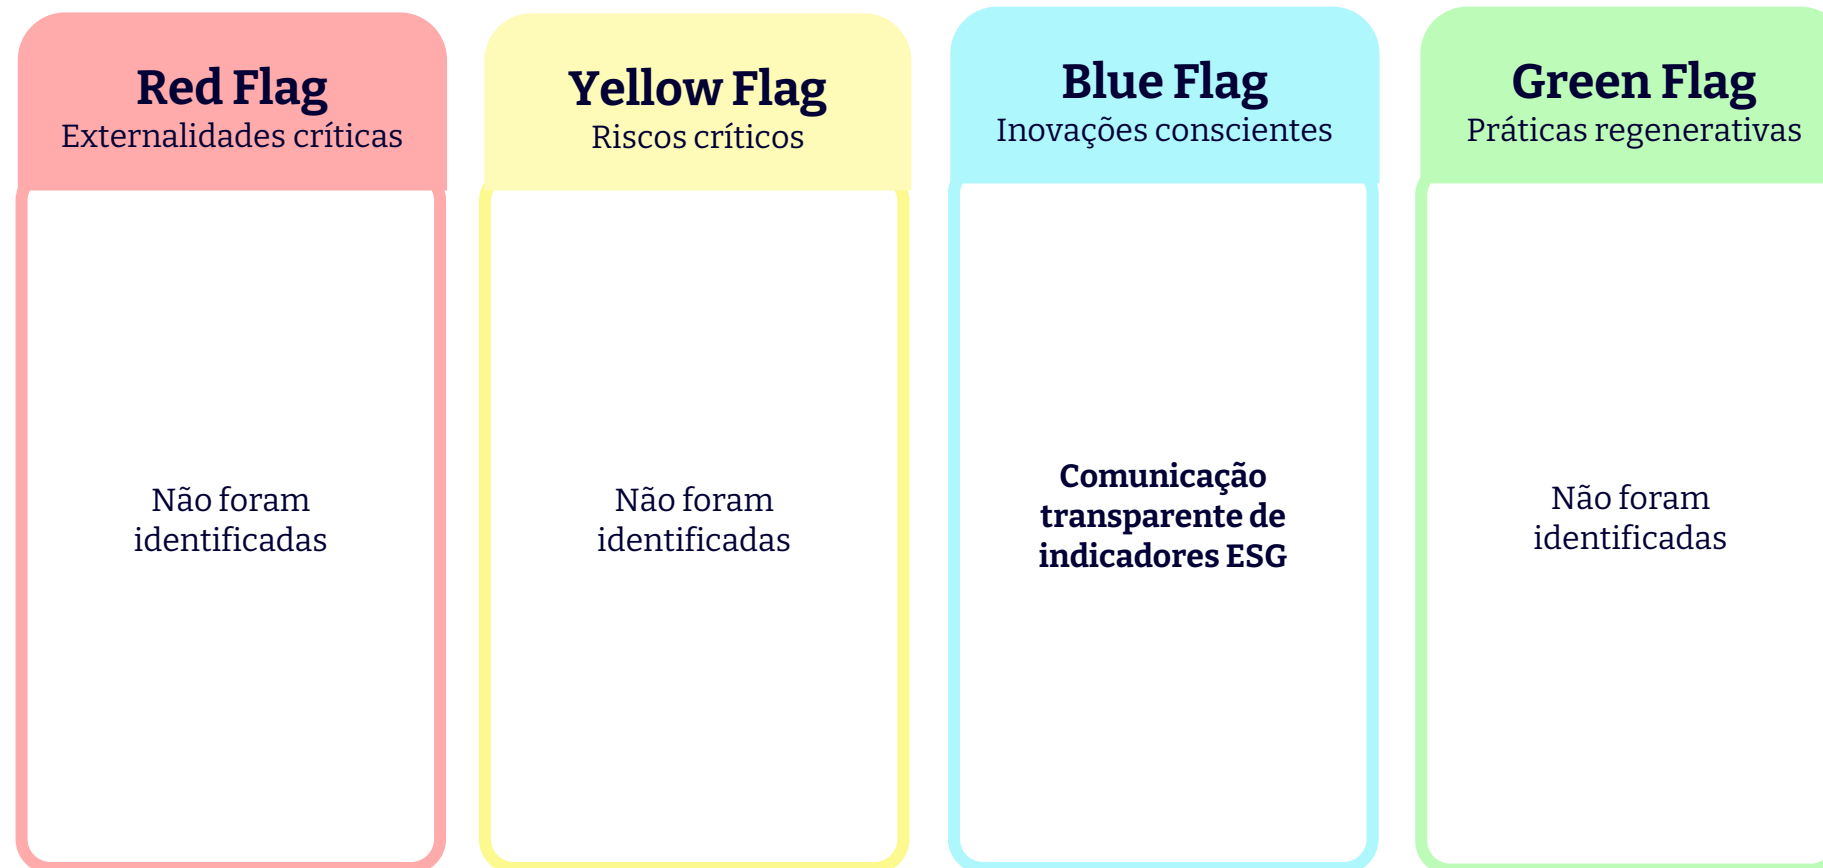 Red Flag
Externalidades críticas
Não foram
identificadas
Yellow Flag
Riscos críticos
Não foram
identificadas
Blue Flag
Inovações conscientes
Comunicação
transparente de
indicadores ESG
Green Flag
Práticas regenerativas
Não foram
identificadas